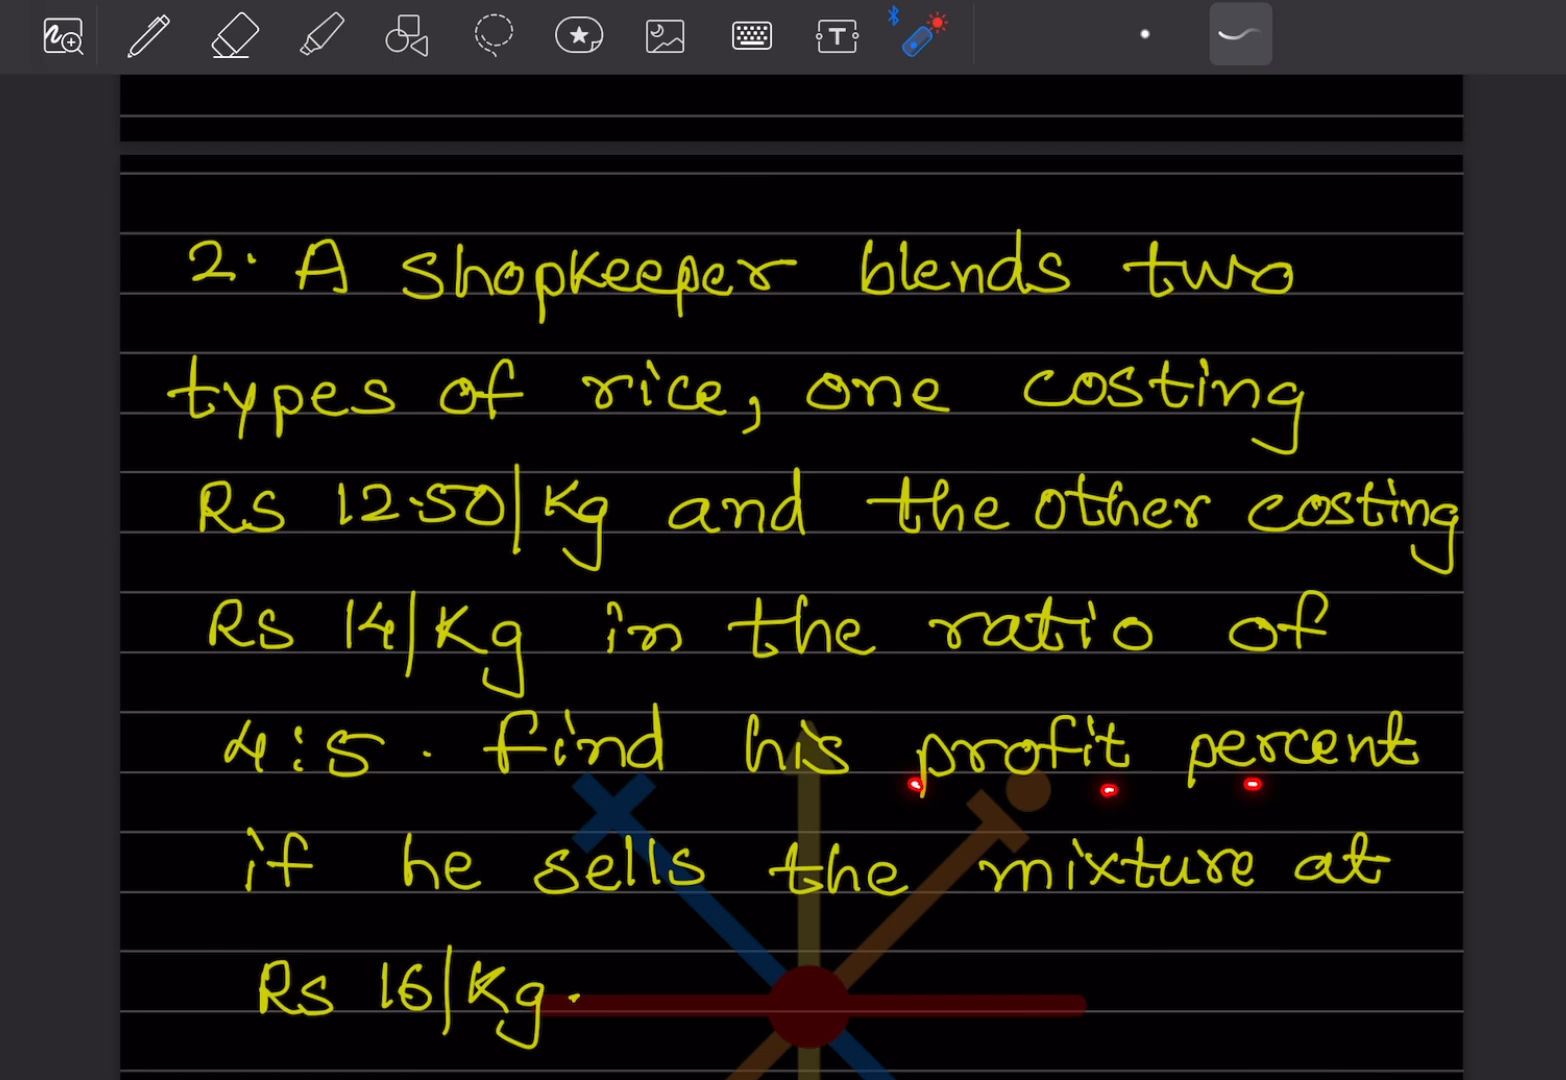 2. A shopkeeper blends two
types of rice, one costing
Rs 12.50/Kg and the other costing
Rs 14/Kg in the ratio of
4:5. find his profit percent
if he sells the mixture at
Rs 16/Kg.